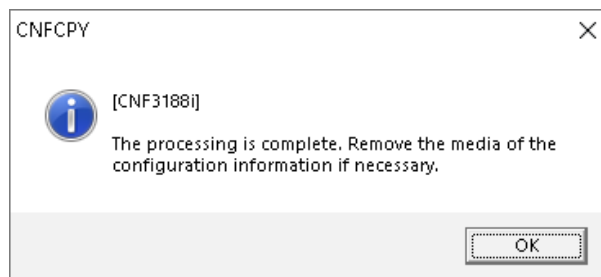 CNFCPY
[CNF3188i]
The processing is complete. Remove the media of the
configuration information if necessary.
OK